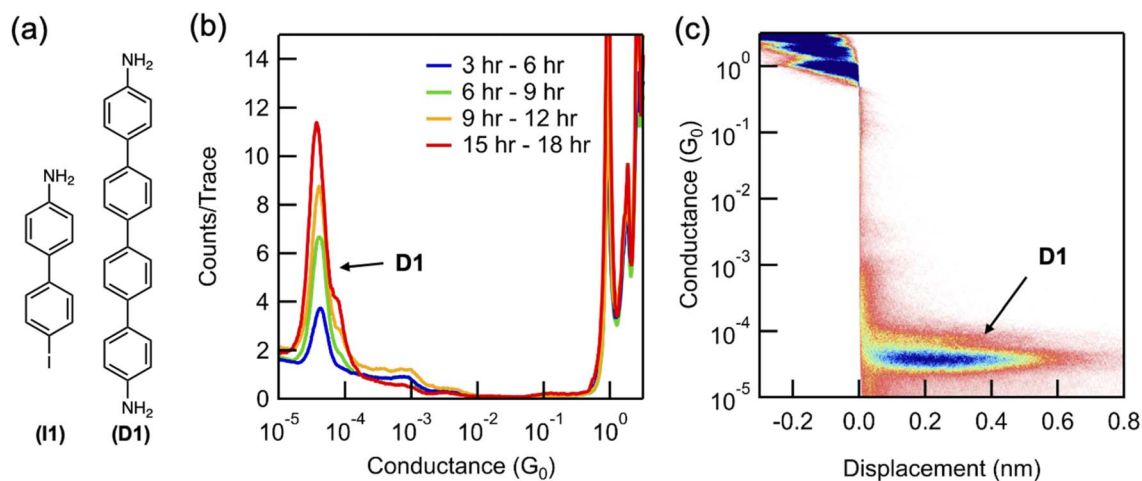 (a)
NH2
NH2
I
NH2
(I1)
(D1)
(b)
Counts/Trace
14
12
10
8
6
4
2
0
3 hr - 6 hr
6 hr - 9 hr
9 hr - 12 hr
15 hr - 18 hr
D1
10-5
10-4
10-3
10-2
10-1
100
Conductance (G0)
(c)
Conductance (G0)
100
10-1
10-2
10-3
10-4
10-5
D1
-0.2
0.0
0.2
0.4
0.6
0.8
Displacement (nm)